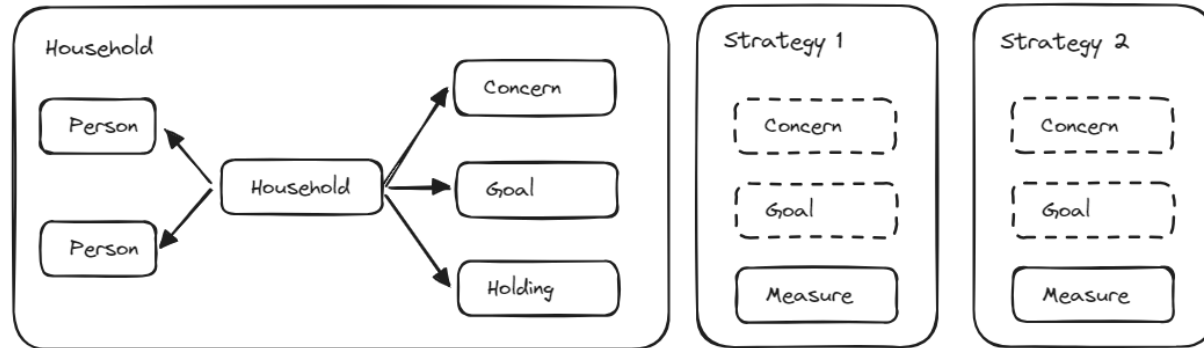 Household
Person
Person
Household
Concern
Goal
Holding
Strategy 1
Concern
Goal
Measure
Strategy 2
Concern
Goal
Measure